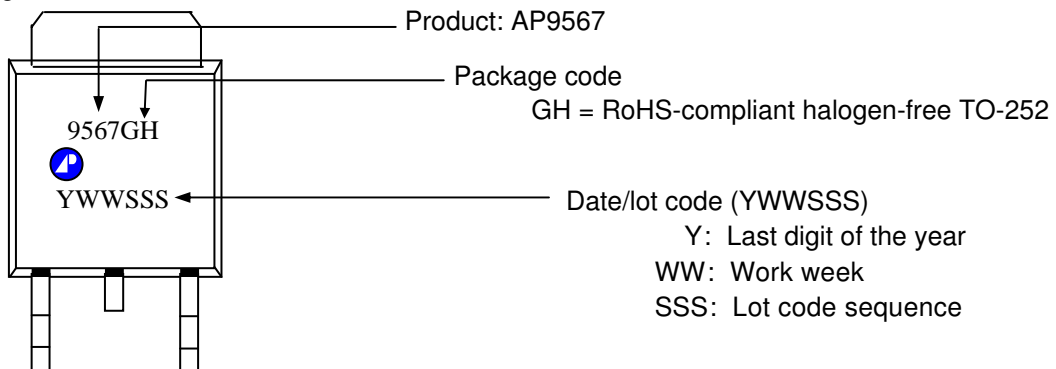 Product: AP9567
Package code
GH = RoHS-compliant halogen-free TO-252
9567GH
YWWSSS
Date/lot code (YWWSSS)
Y: Last digit of the year
WW: Work week
SSS: Lot code sequence